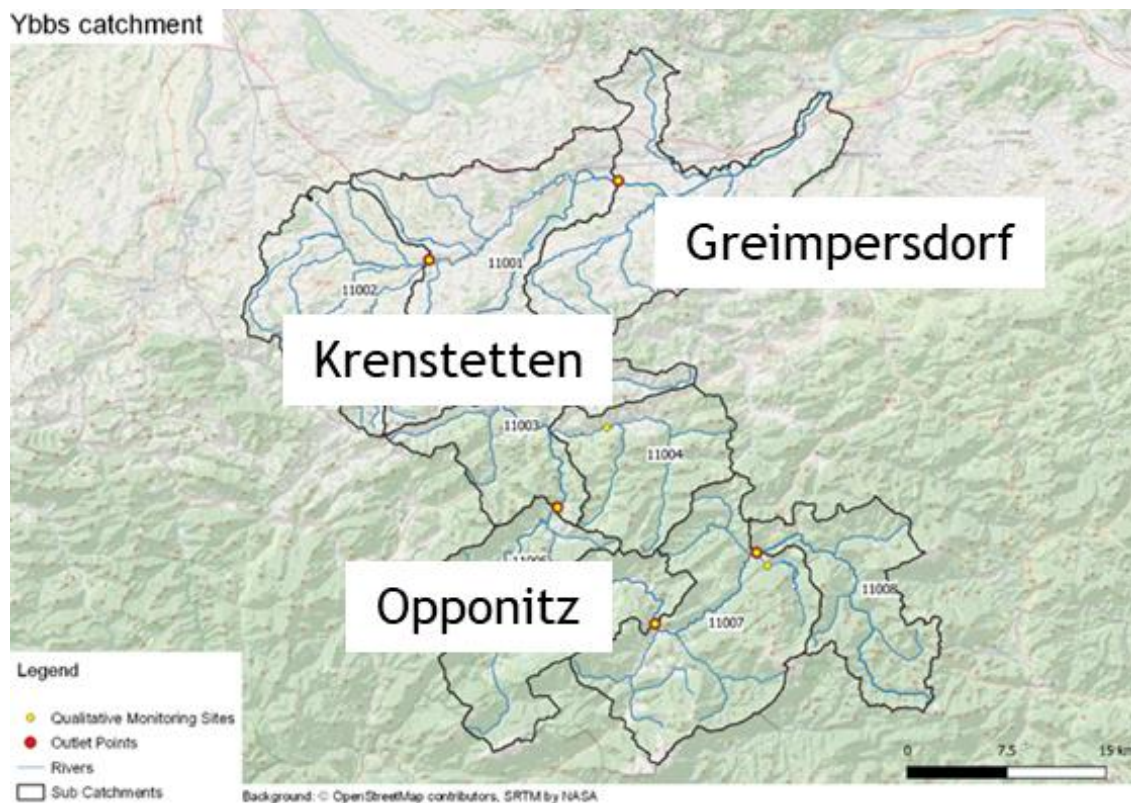 Ybbs catchment
Greimpersdorf
11001
11002
Krenstetten
11003
11004
Opponitz
11008
11007
Legend
Qualitative Monitoring Sites
Outlet Points
Rivers
Sub Catchments
0 7.5 15 km
Background: © OpenStreetMap contributors, SRTM by NASA